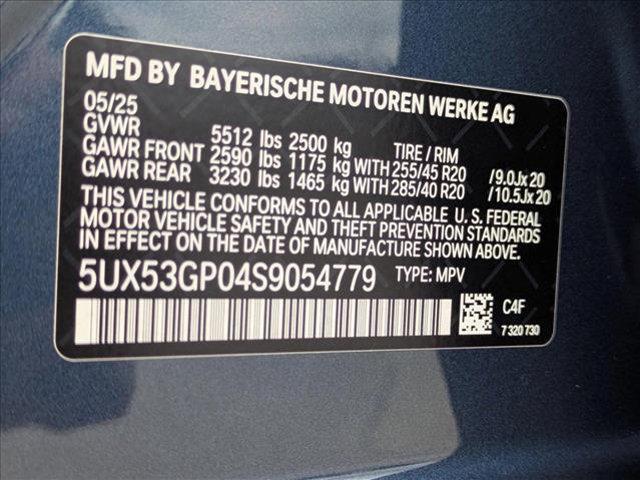 MFD BY BAYERISCHE MOTOREN WERKE AG
05/25
GVWR 5512 lbs 2500 kg TIRE / RIM
GAWR FRONT 2590 lbs 1175 kg WITH 255/45 R20 /9.0Jx20
GAWR REAR 3230 lbs 1465 kg WITH 285/40 R20 /10.5Jx20
THIS VEHICLE CONFORMS TO ALL APPLICABLE U.S. FEDERAL
MOTOR VEHICLE SAFETY AND THEFT PREVENTION STANDARDS
IN EFFECT ON THE DATE OF MANUFACTURE SHOWN ABOVE.
5UX53GP04S9054779 TYPE: MPV
C4F
7 320 730